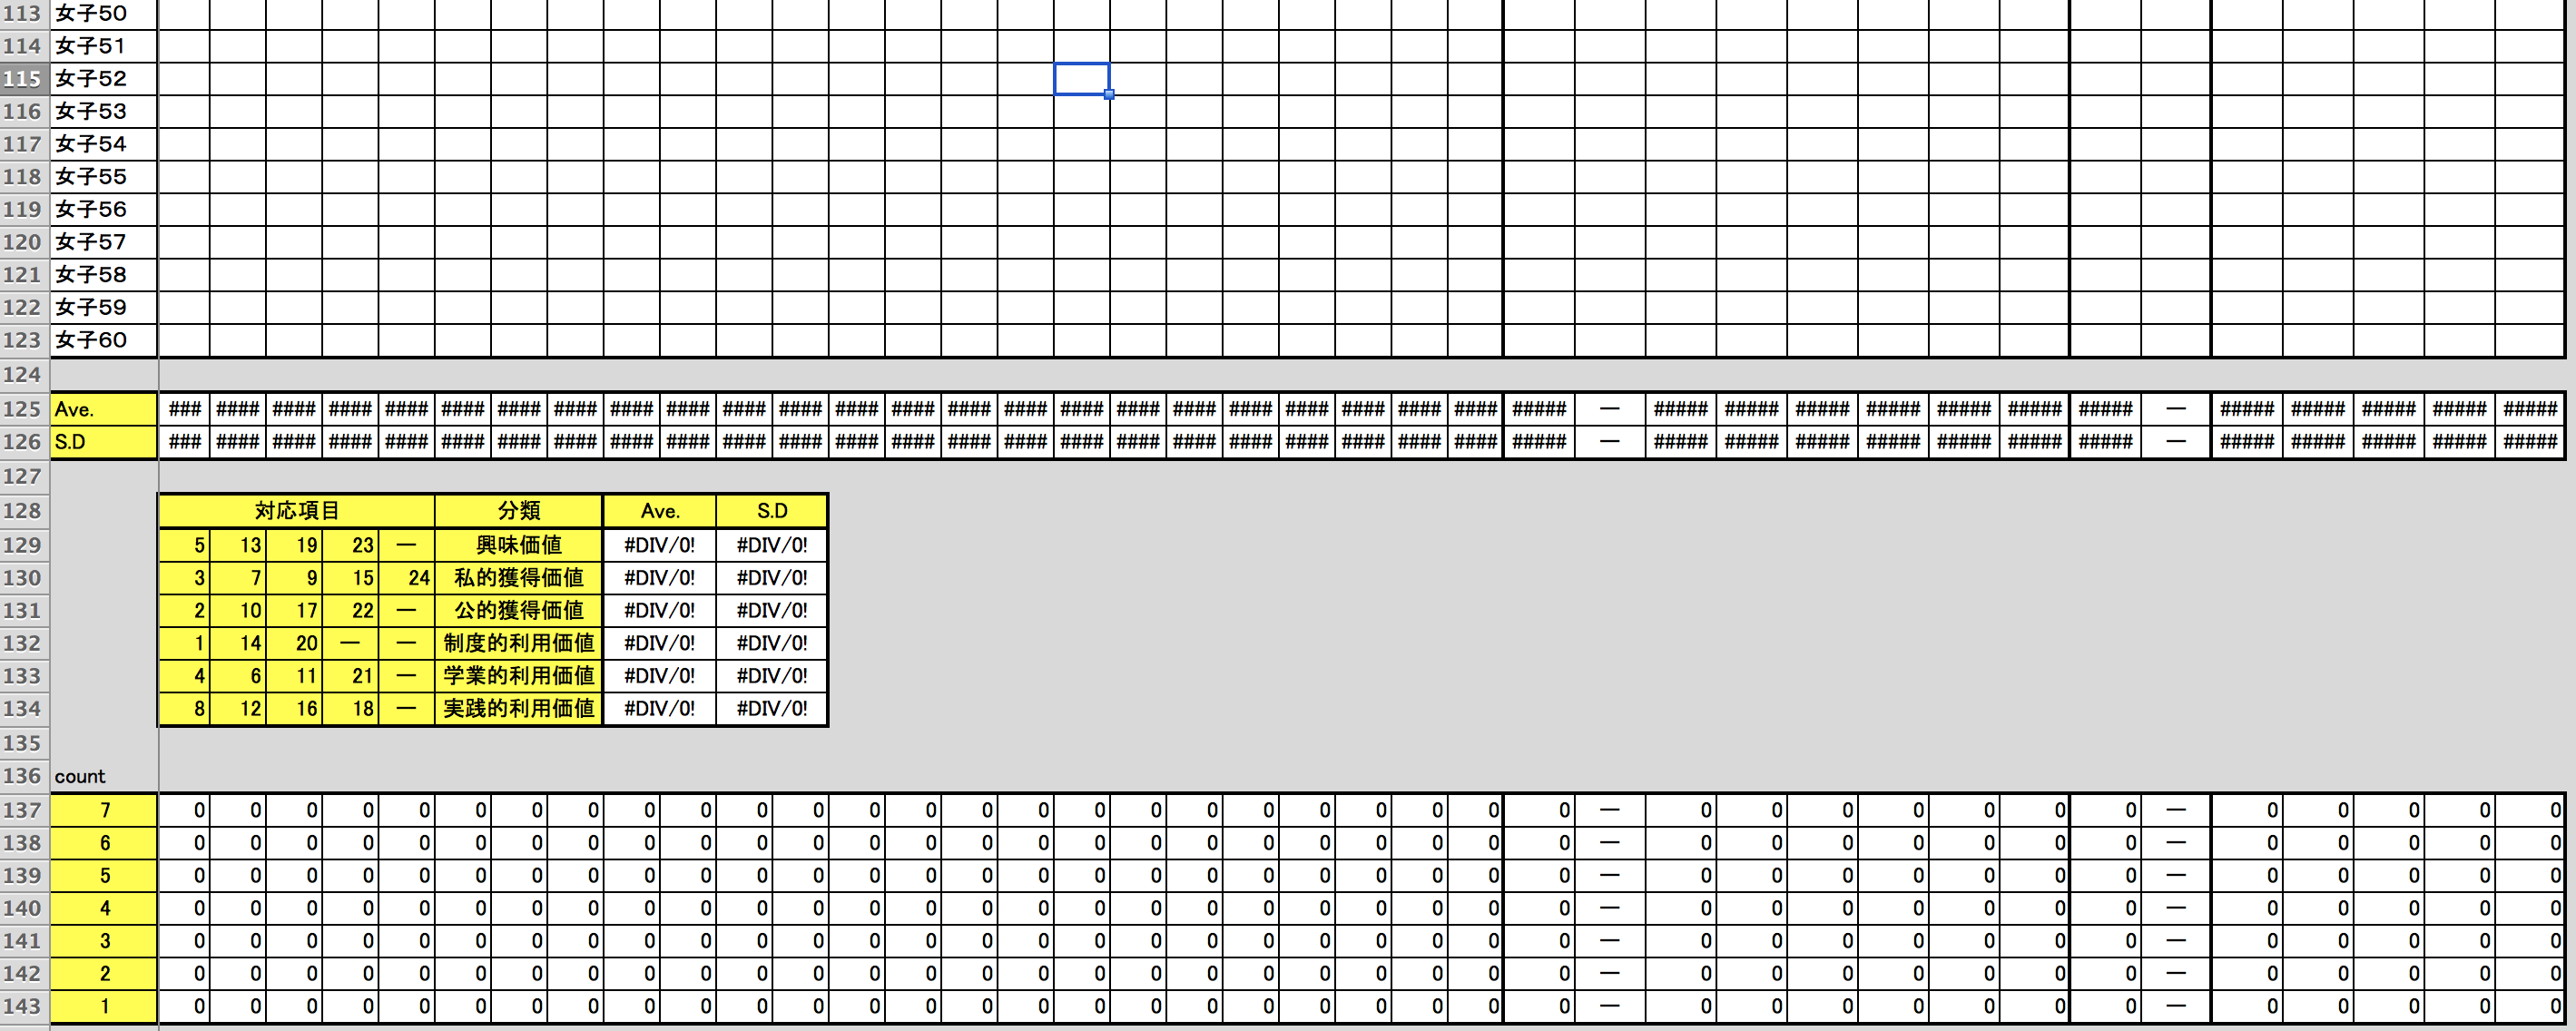 113 女子50
114 女子51
115 女子52
116 女子53
117 女子54
118 女子55
119 女子56
120 女子57
121 女子58
122 女子59
123 女子60
124
125 Ave. ### #### #### #### #### #### #### #### #### #### #### #### #### #### #### #### #### #### #### #### #### #### #### #### ##### — ##### ##### ##### ##### ##### ##### ##### — ##### ##### ##### ##### #####
126 S.D ### #### #### #### #### #### #### #### #### #### #### #### #### #### #### #### #### #### #### #### #### #### #### #### ##### — ##### ##### ##### ##### ##### ##### ##### — ##### ##### ##### ##### #####
127
128 対応項目 分類 Ave. S.D
129 5 13 19 23 — 興味価値 #DIV/0! #DIV/0!
130 3 7 9 15 24 私的獲得価値 #DIV/0! #DIV/0!
131 2 10 17 22 — 公的獲得価値 #DIV/0! #DIV/0!
132 1 14 20 — — 制度的利用価値 #DIV/0! #DIV/0!
133 4 6 11 21 — 学業的利用価値 #DIV/0! #DIV/0!
134 8 12 16 18 — 実践的利用価値 #DIV/0! #DIV/0!
135
136 count
137 7 0 0 0 0 0 0 0 0 0 0 0 0 0 0 0 0 0 0 0 0 0 0 0 0 0 — 0 0 0 0 0 0 0 — 0 0 0 0 0
138 6 0 0 0 0 0 0 0 0 0 0 0 0 0 0 0 0 0 0 0 0 0 0 0 0 0 — 0 0 0 0 0 0 0 — 0 0 0 0 0
139 5 0 0 0 0 0 0 0 0 0 0 0 0 0 0 0 0 0 0 0 0 0 0 0 0 0 — 0 0 0 0 0 0 0 — 0 0 0 0 0
140 4 0 0 0 0 0 0 0 0 0 0 0 0 0 0 0 0 0 0 0 0 0 0 0 0 0 — 0 0 0 0 0 0 0 — 0 0 0 0 0
141 3 0 0 0 0 0 0 0 0 0 0 0 0 0 0 0 0 0 0 0 0 0 0 0 0 0 — 0 0 0 0 0 0 0 — 0 0 0 0 0
142 2 0 0 0 0 0 0 0 0 0 0 0 0 0 0 0 0 0 0 0 0 0 0 0 0 0 — 0 0 0 0 0 0 0 — 0 0 0 0 0
143 1 0 0 0 0 0 0 0 0 0 0 0 0 0 0 0 0 0 0 0 0 0 0 0 0 0 — 0 0 0 0 0 0 0 — 0 0 0 0 0